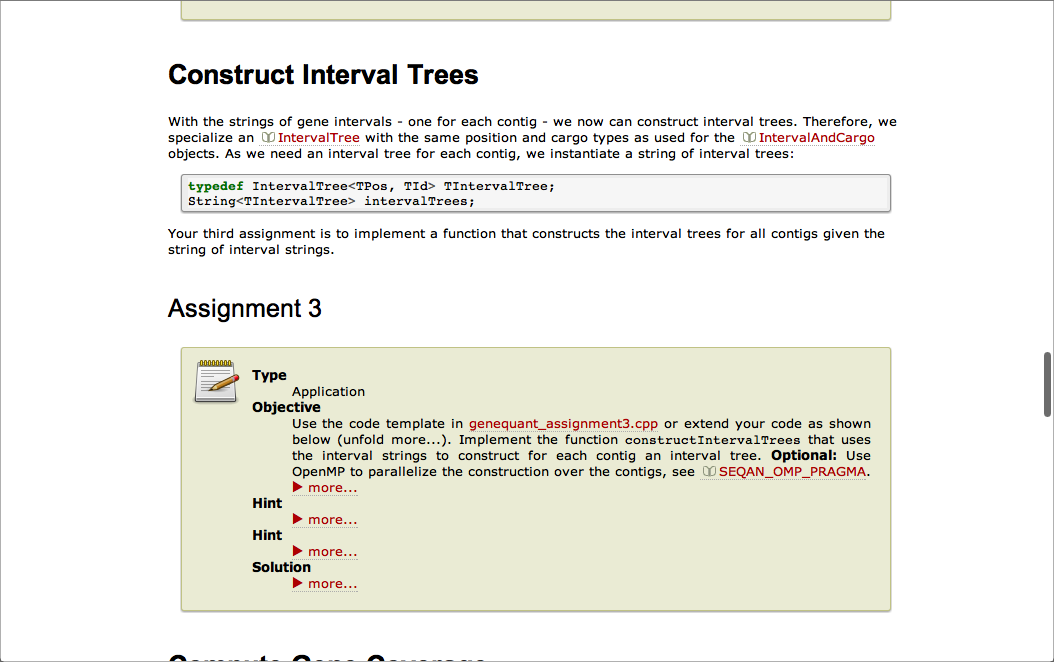 Construct Interval Trees
With the strings of gene intervals - one for each contig - we now can construct interval trees. Therefore, we
specialize an IntervalTree with the same position and cargo types as used for the IntervalAndCargo
objects. As we need an interval tree for each contig, we instantiate a string of interval trees:
typedef IntervalTree<TPos, TId> TIntervalTree;
String<TIntervalTree> intervalTrees;
Your third assignment is to implement a function that constructs the interval trees for all contigs given the
string of interval strings.
Assignment 3
Type
Application
Objective
Use the code template in genequant_assignment3.cpp or extend your code as shown
below (unfold more...). Implement the function constructIntervalTrees that uses
the interval strings to construct for each contig an interval tree. Optional: Use
OpenMP to parallelize the construction over the contigs, see SEQAN_OMP_PRAGMA.
more...
Hint
more...
Hint
more...
Solution
more...
Compute Gene Coverage